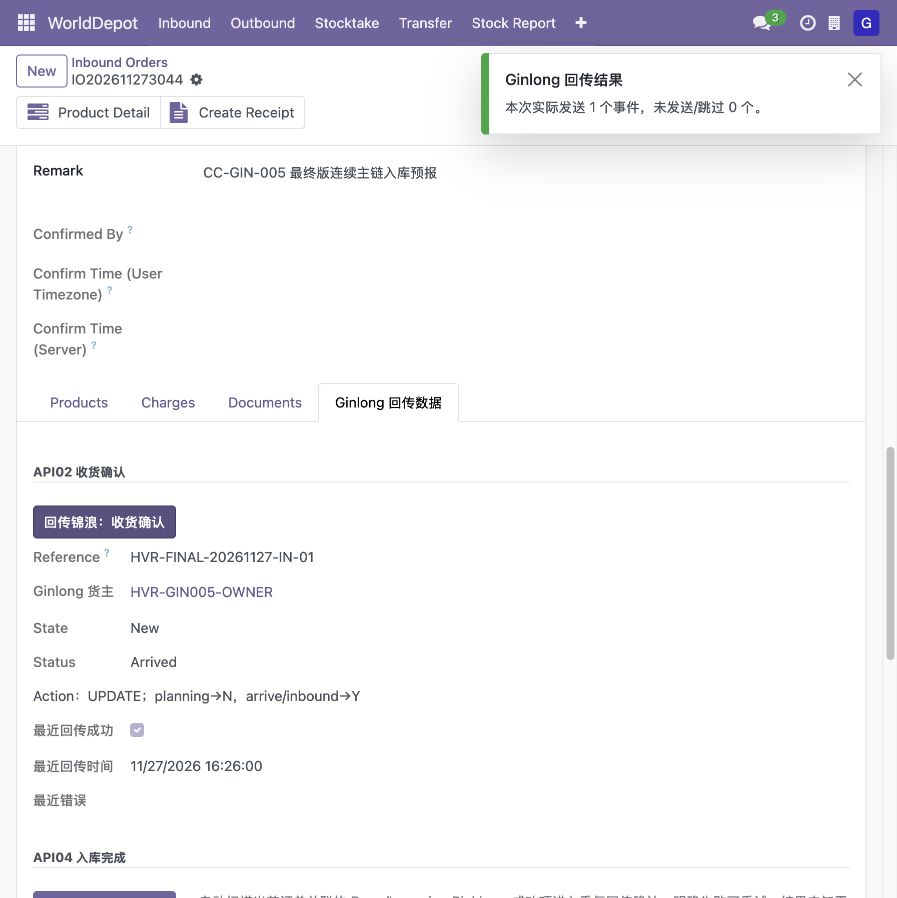 WorldDepot Inbound Outbound Stocktake Transfer Stock Report 3 G
New Inbound Orders
IO202611273044
Product Detail Create Receipt
Ginlong 回传结果
本次实际发送 1 个事件，未发送/跳过 0 个。
Remark CC-GIN-005 最终版连续主链入库预报
Confirmed By ?
Confirm Time (User
Timezone) ?
Confirm Time
(Server) ?
Products Charges Documents Ginlong 回传数据
API02 收货确认
回传锦浪：收货确认
Reference ? HVR-FINAL-20261127-IN-01
Ginlong 货主 HVR-GIN005-OWNER
State New
Status Arrived
Action：UPDATE；planning→N，arrive/inbound→Y
最近回传成功
最近回传时间 11/27/2026 16:26:00
最近错误
API04 入库完成